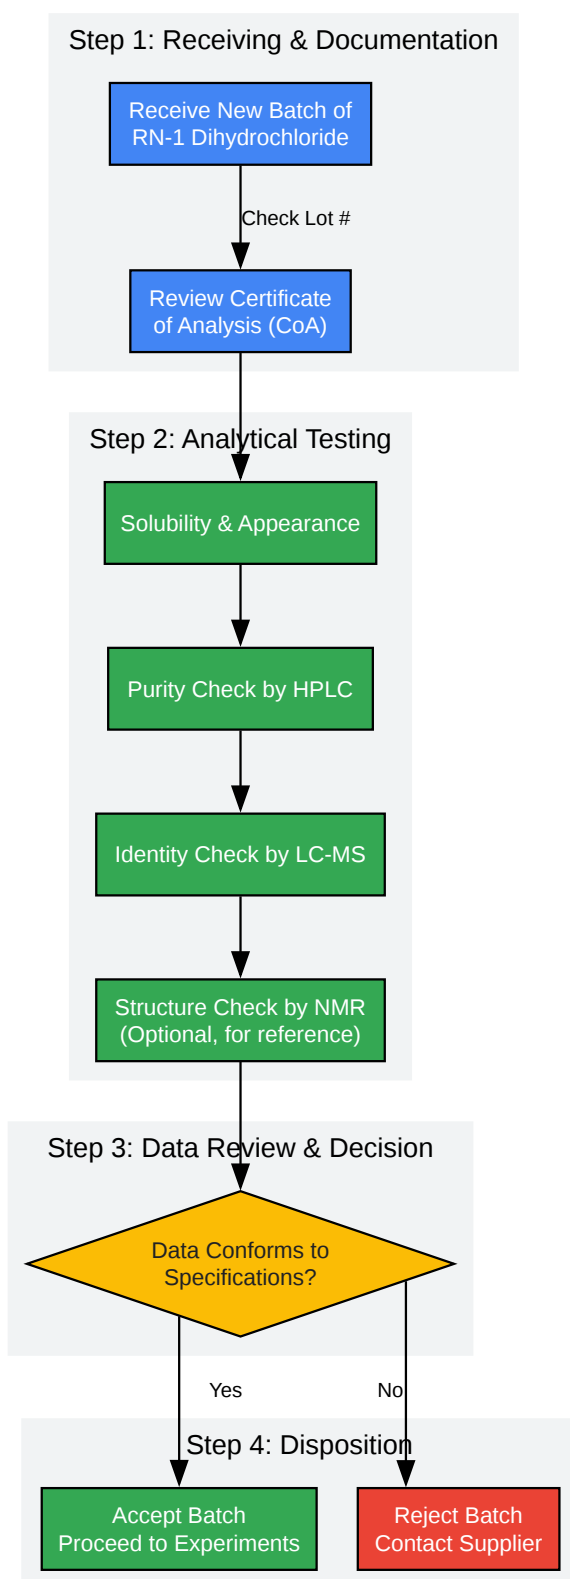 Step 1: Receiving & Documentation
Receive New Batch of
RN-1 Dihydrochloride
Check Lot #
Review Certificate
of Analysis (CoA)
Step 2: Analytical Testing
Solubility & Appearance
Purity Check by HPLC
Identity Check by LC-MS
Structure Check by NMR
(Optional, for reference)
Step 3: Data Review & Decision
Data Conforms to
Specifications?
Yes
No
Step 4: Disposition
Accept Batch
Proceed to Experiments
Reject Batch
Contact Supplier